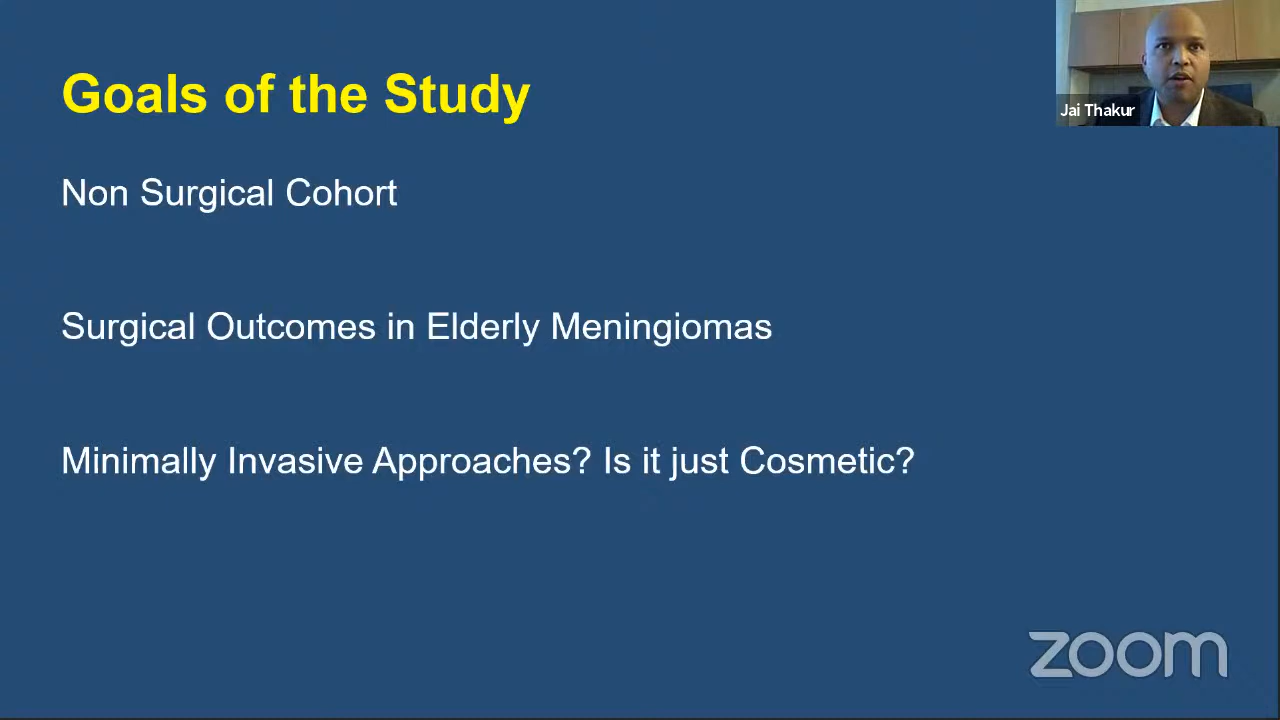 Goals of the Study
Jai Thakur
Non Surgical Cohort
Surgical Outcomes in Elderly Meningiomas
Minimally Invasive Approaches? Is it just Cosmetic?
zoom